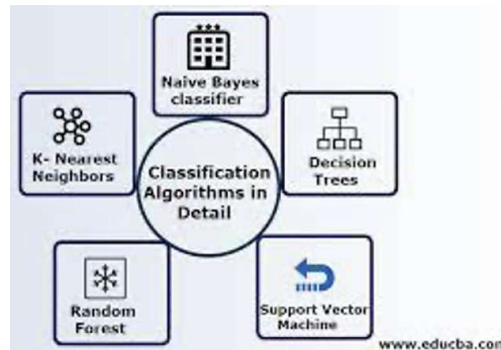 Naive Bayes
classifier
K- Nearest
Neighbors
Classification
Algorithms in
Detail
Decision
Trees
Random
Forest
Support Vector
Machine
www.educba.com